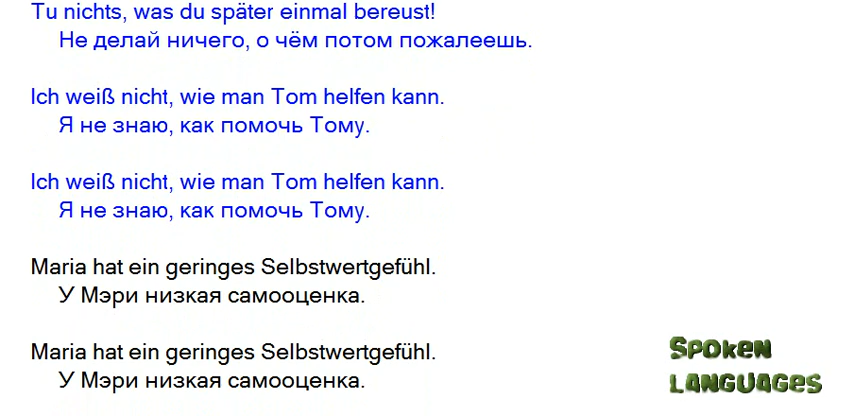 Tu nichts, was du später einmal bereust!
Не делай ничего, о чём потом пожалеешь.
Ich weiß nicht, wie man Tom helfen kann.
Я не знаю, как помочь Тому.
Ich weiß nicht, wie man Tom helfen kann.
Я не знаю, как помочь Тому.
Maria hat ein geringes Selbstwertgefühl.
У Мэри низкая самооценка.
Maria hat ein geringes Selbstwertgefühl.
У Мэри низкая самооценка.
Spoken
Languages